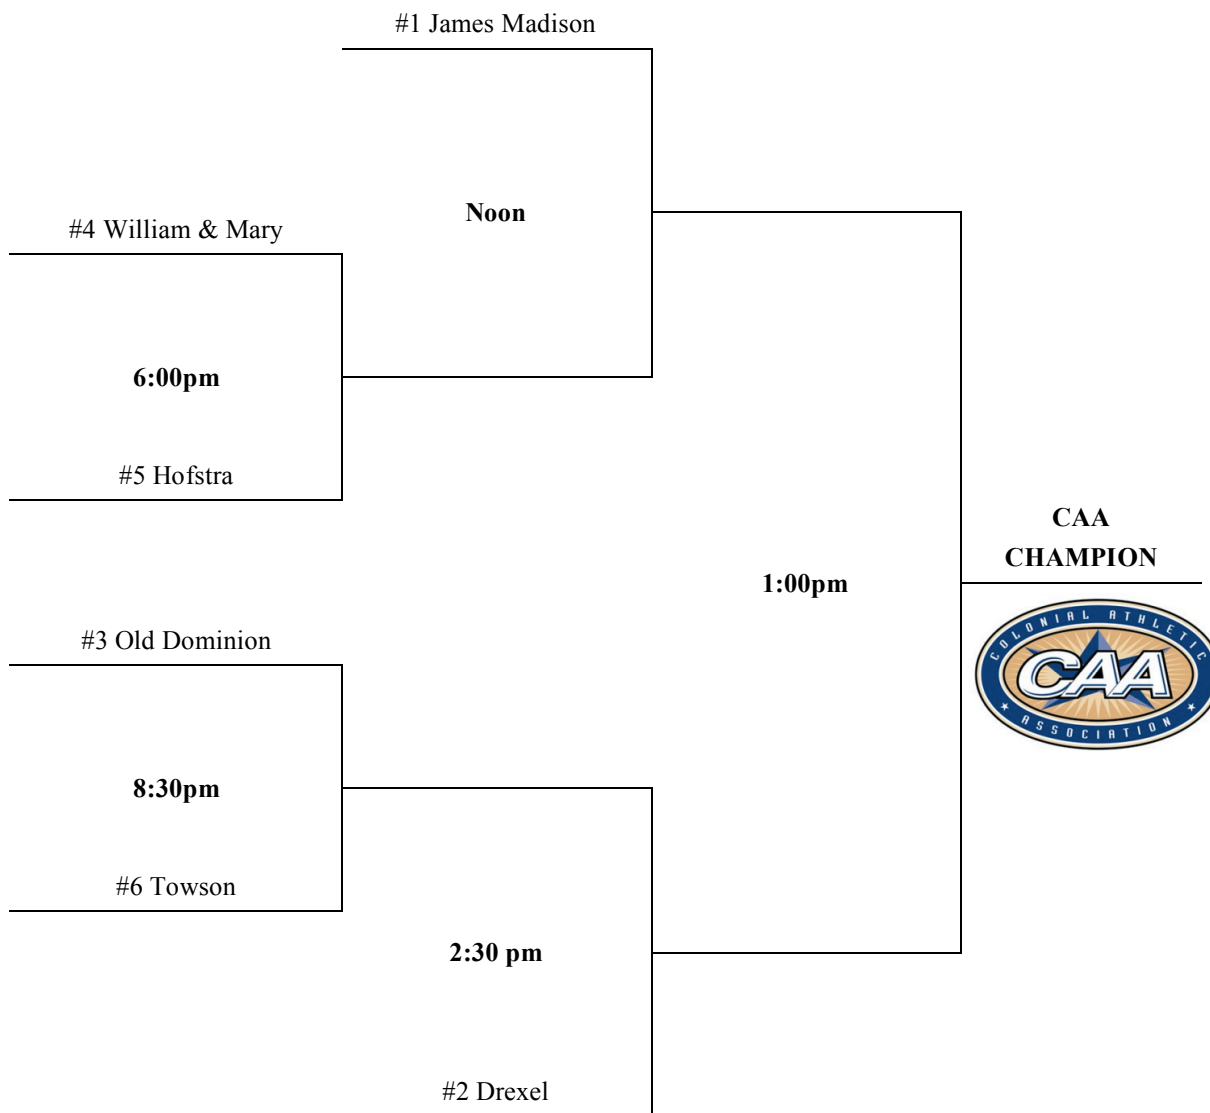 #1 James Madison
Noon
#4 William & Mary
6:00pm
#5 Hofstra
CAA
CHAMPION
1:00pm
COLONIAL ATHLETIC
CAA
ASSOCIATION
#3 Old Dominion
8:30pm
#6 Towson
2:30 pm
#2 Drexel